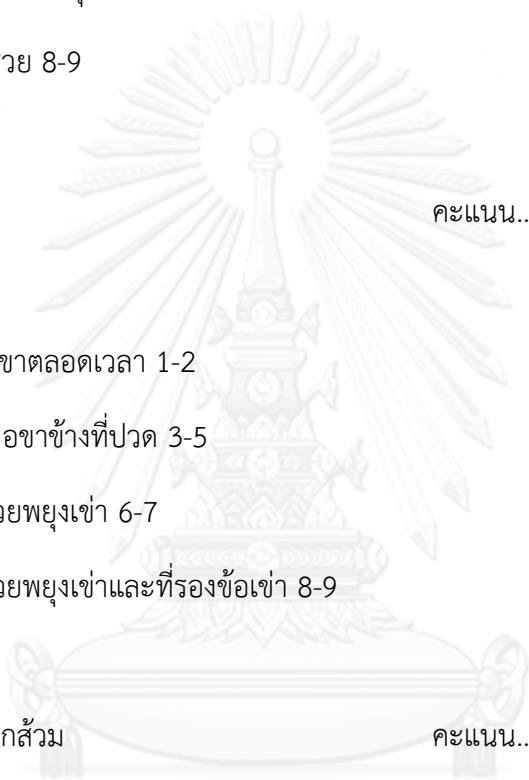 วย 8-9
คะแนน..
ขาตลอดเวลา 1-2
อขาข้างที่ปวด 3-5
วยพยุงเข่า 6-7
วยพยุงเข่าและที่รองข้อเข่า 8-9
กส้วม คะแนน..